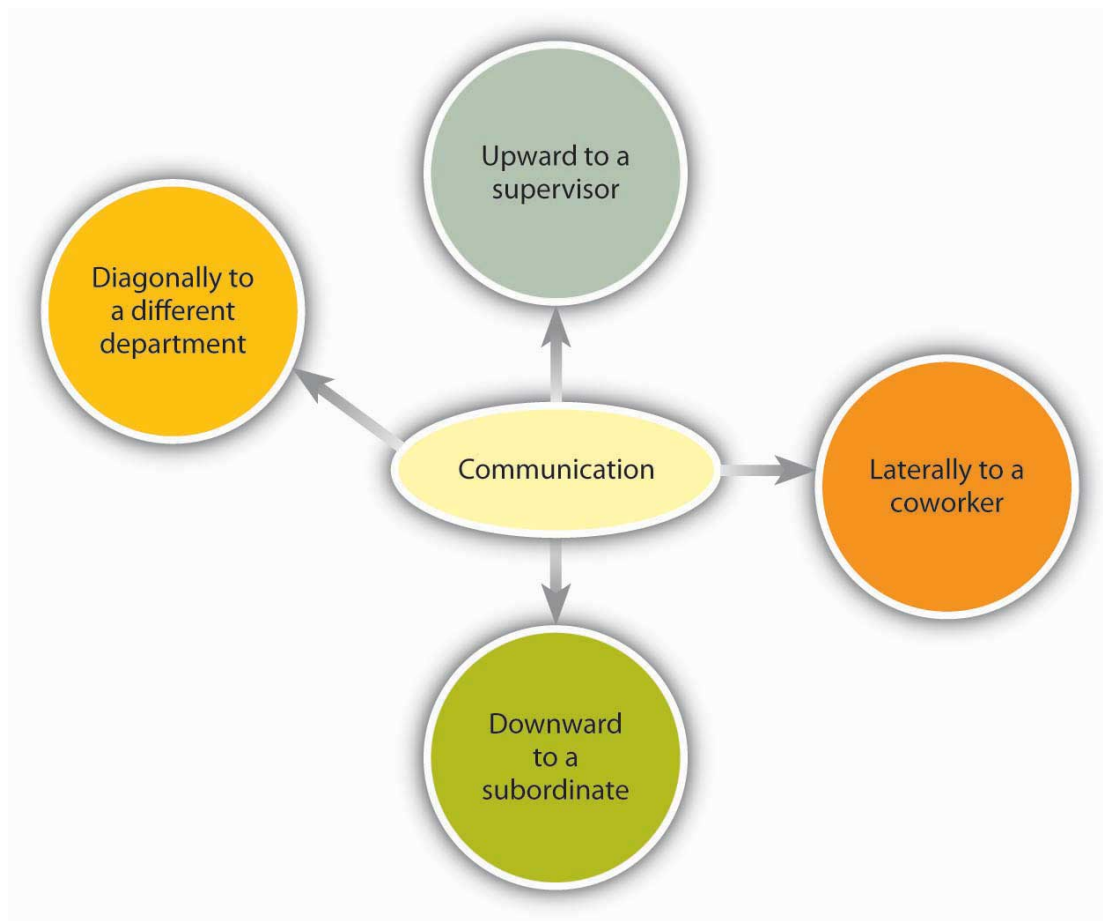 Upward to a
supervisor
Diagonally to
a different
department
Communication
Laterally to a
coworker
Downward
to a
subordinate